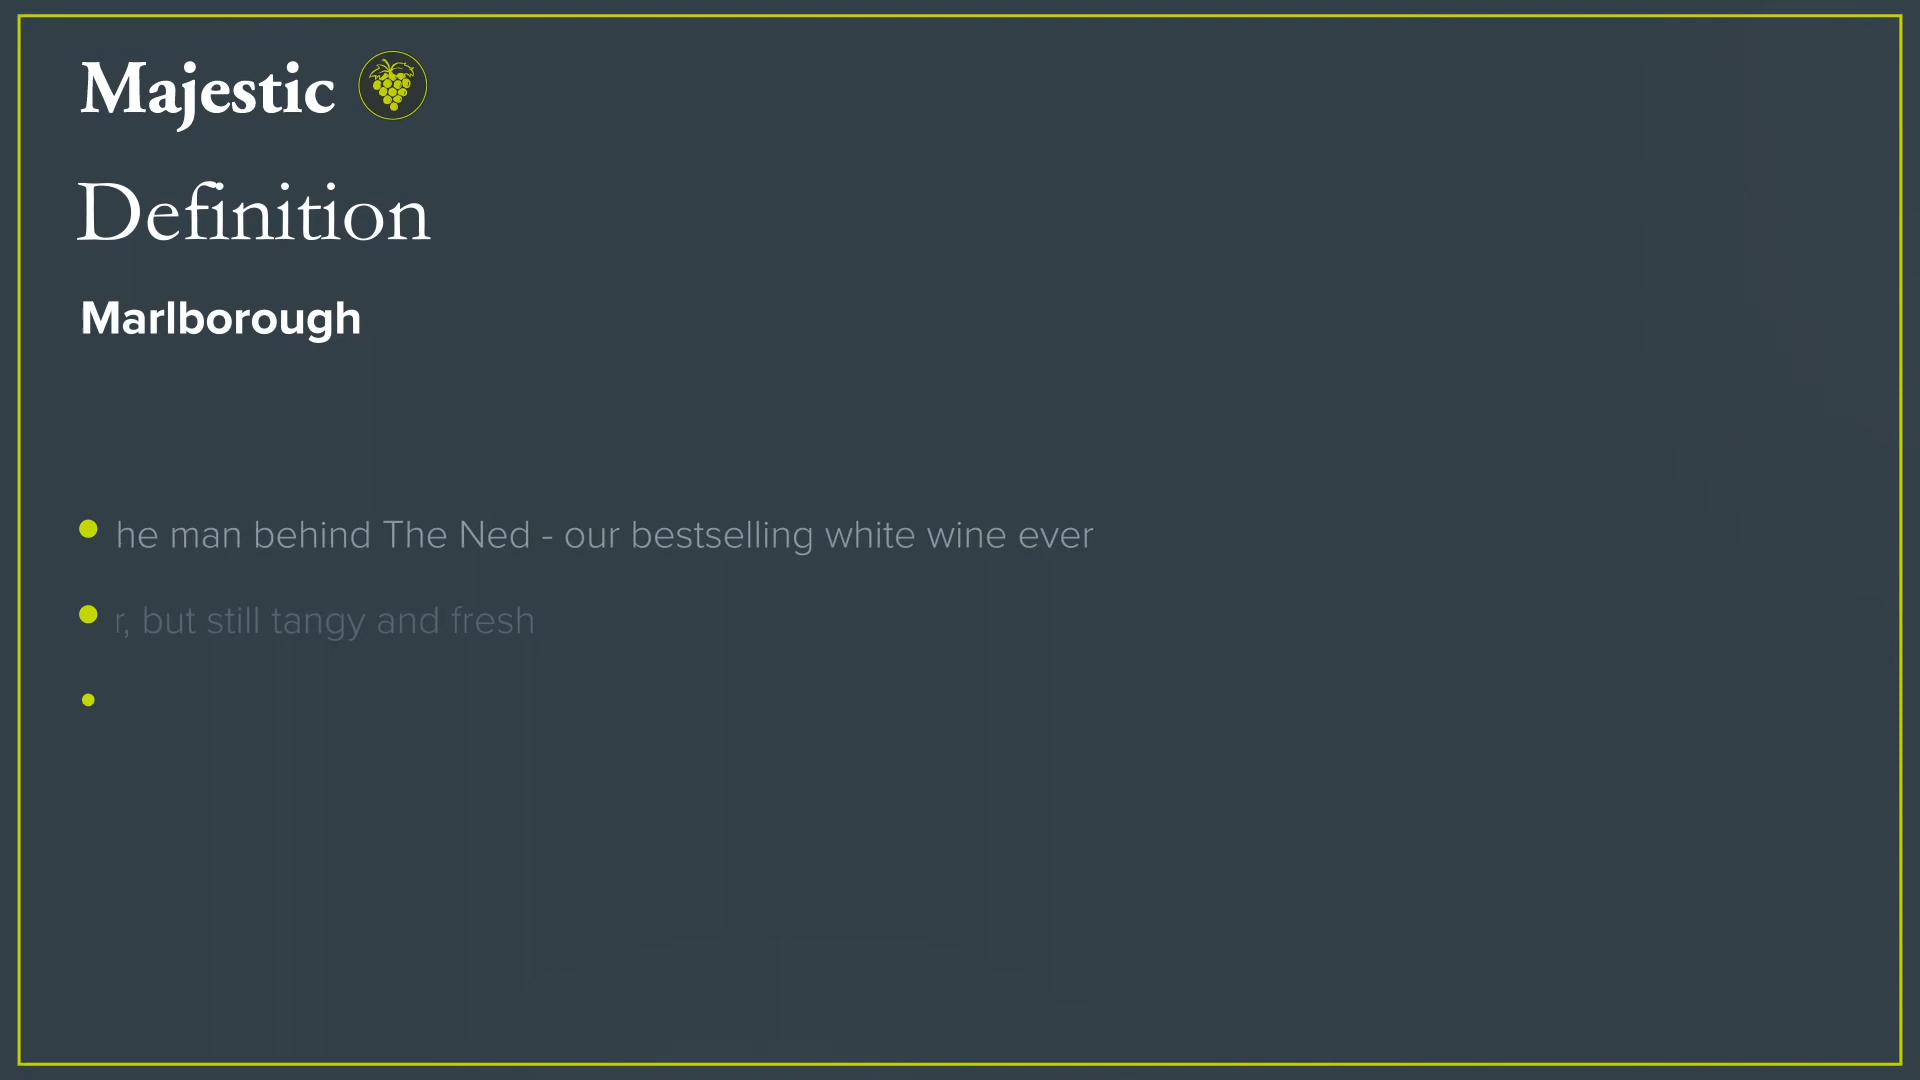 Majestic
Definition
Marlborough
he man behind The Ned - our bestselling white wine ever
r, but still tangy and fresh